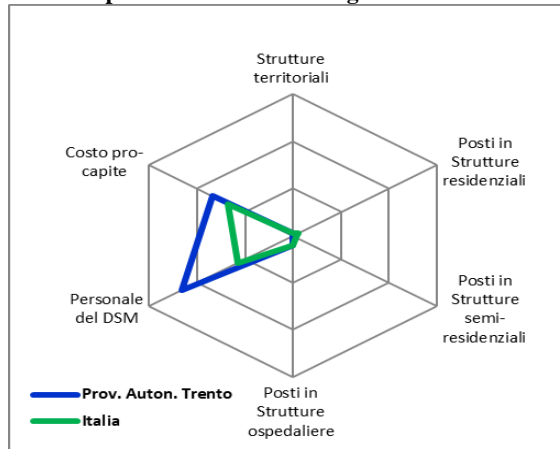 Strutture
territoriali
Costo pro-
capite
Posti in
Strutture
residenziali
Personale
del DSM
Posti in
Strutture
semi-
residenziali
Posti in
Strutture
ospedaliere
Prov. Auton. Trento
Italia